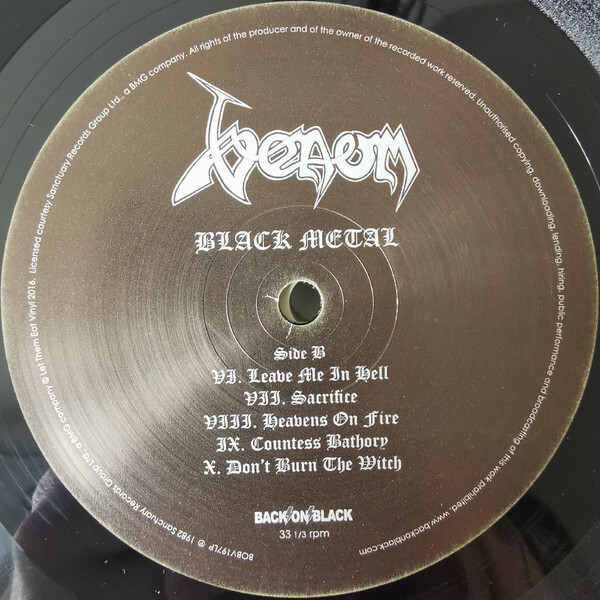 Venom
BLACK METAL
Side B
VI. Leave Me In Hell
VII. Sacrifice
VIII. Heavens On Fire
IX. Countess Bathory
X. Don't Burn The Witch
BACK/ON/BLACK
33 1/3 rpm
BOBV197LP ℗ 1982 Sanctuary Records Group Ltd., a BMG company © Let Them Eat Vinyl 2016. Licensed courtesy Sanctuary Records Group Ltd., a BMG company. All rights of the producer and of the owner of the recorded work reserved. Unauthorised copying, downloading, lending, hiring, public performance and broadcasting of this work prohibited. www.backonblack.com